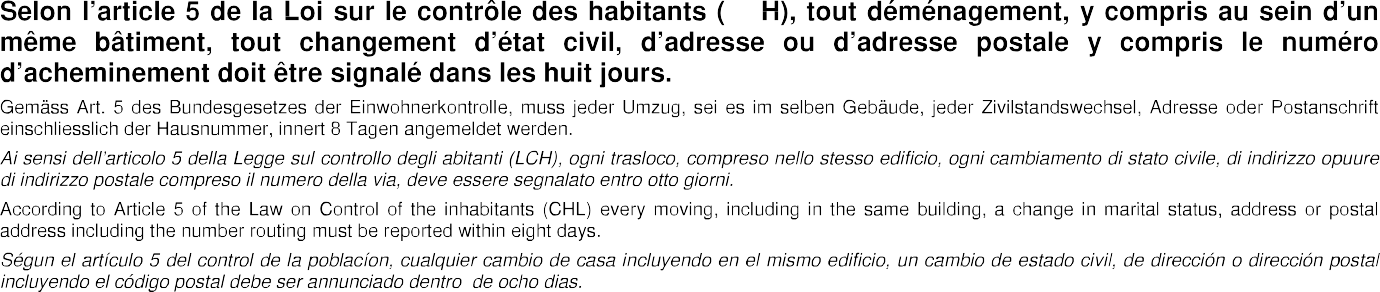 Selon l'article 5 de la Loi sur le contrôle des habitants ( H), tout déménagement, y compris au sein d'un
même bâtiment, tout changement d'état civil, d'adresse ou d'adresse postale y compris le numéro
d'acheminement doit être signalé dans les huit jours.
Gemäss Art. 5 des Bundesgesetzes der Einwohnerkontrolle, muss jeder Umzug, sei es im selben Gebäude, jeder Zivilstandswechsel, Adresse oder Postanschrift
einschliesslich der Hausnummer, innert 8 Tagen angemeldet werden.
Ai sensi dell'articolo 5 della Legge sul controllo degli abitanti (LCH), ogni trasloco, compreso nello stesso edificio, ogni cambiamento di stato civile, di indirizzo opuure
di indirizzo postale compreso il numero della via, deve essere segnalato entro otto giorni.
According to Article 5 of the Law on Control of the inhabitants (CHL) every moving, including in the same building, a change in marital status, address or postal
address including the number routing must be reported within eight days.
Ségun el artículo 5 del control de la poblacíon, cualquier cambio de casa incluyendo en el mismo edificio, un cambio de estado civil, de dirección o dirección postal
incluyendo el código postal debe ser annunciado dentro de ocho dias.